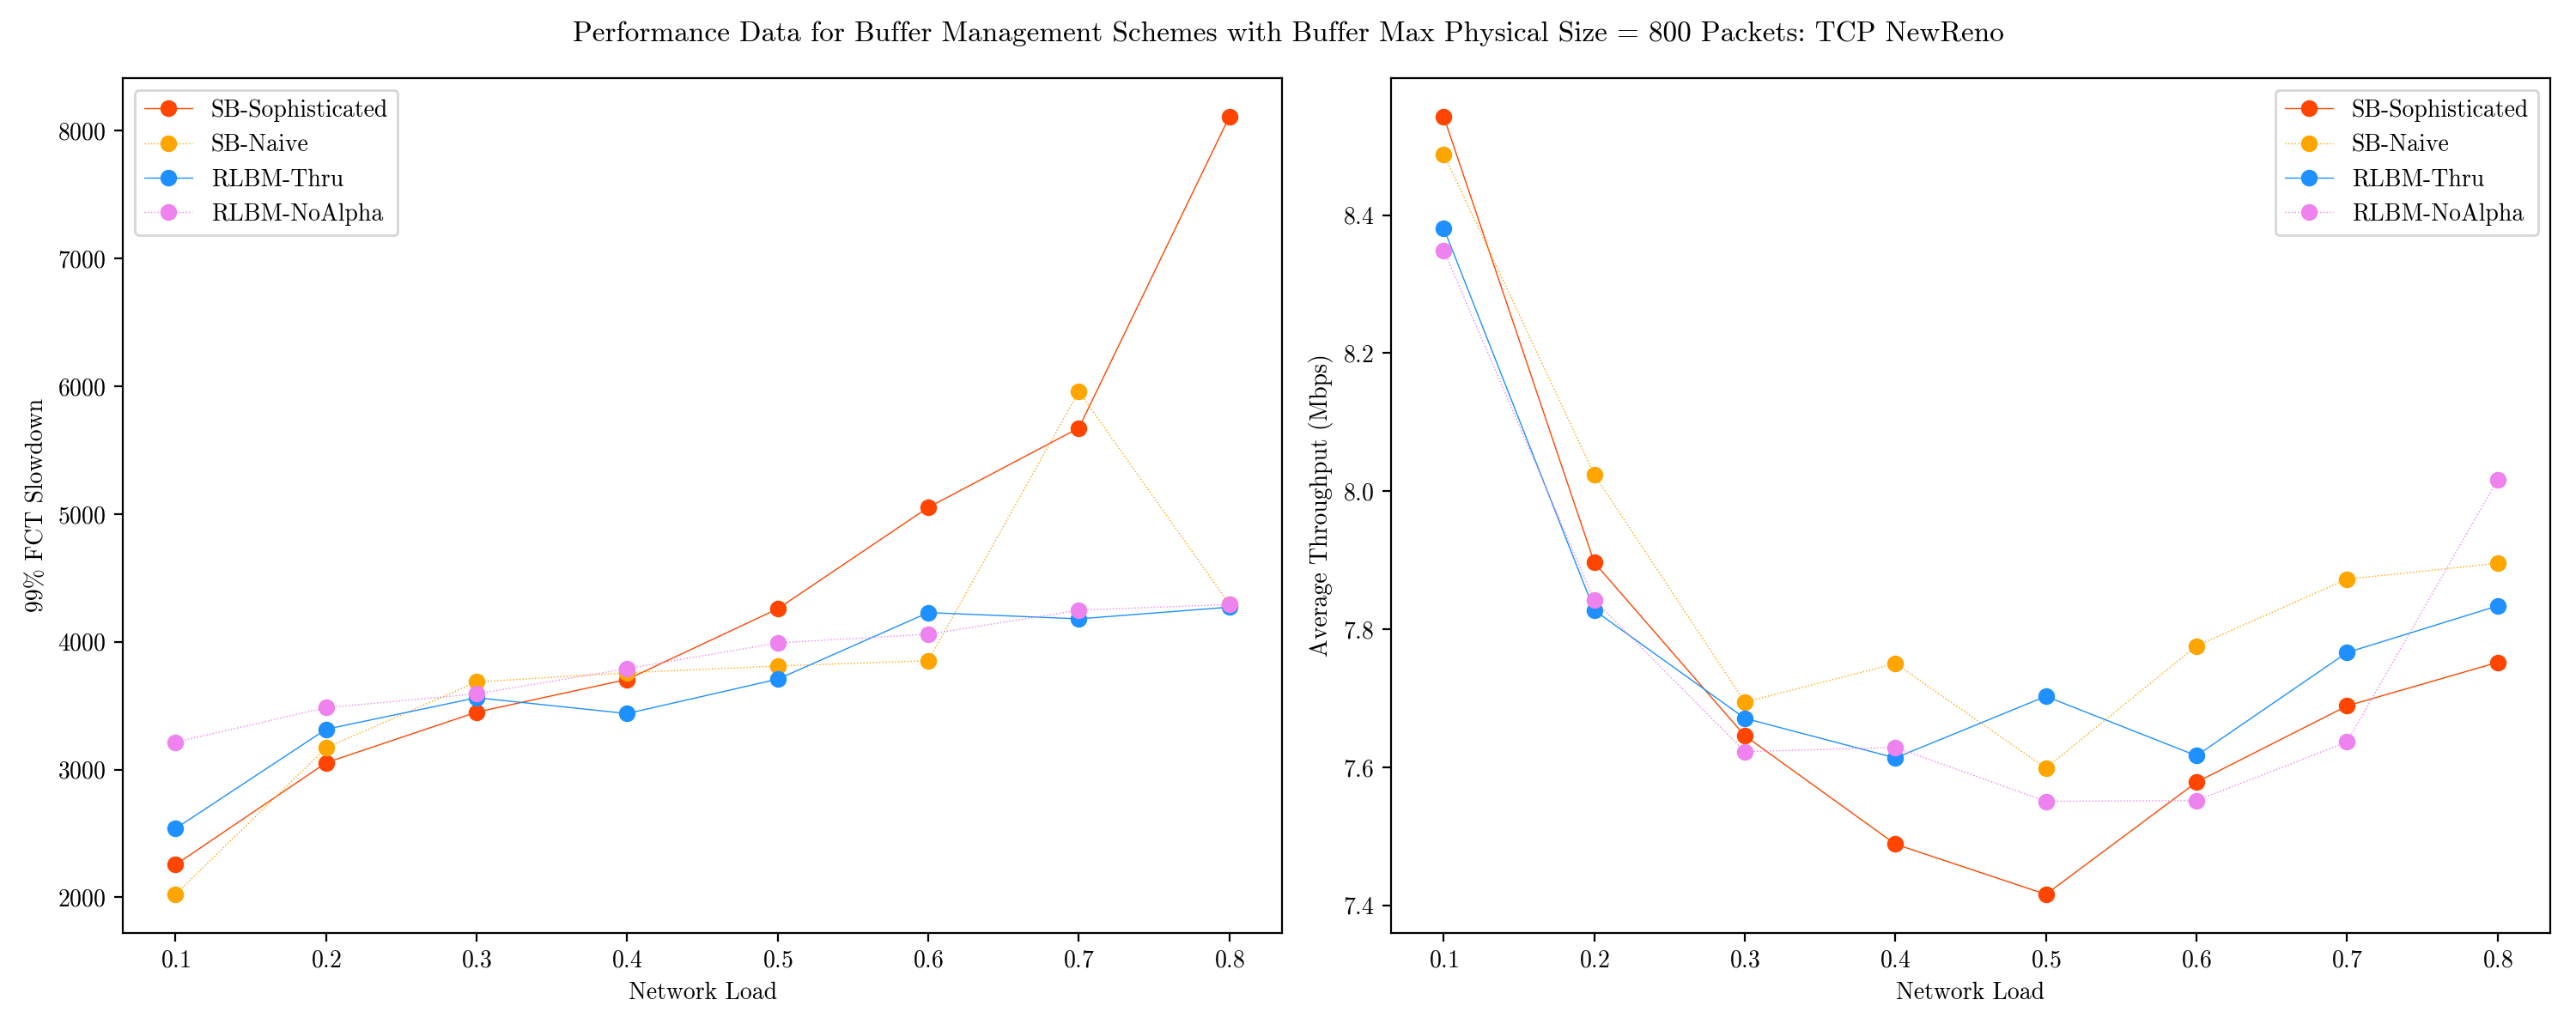 Performance Data for Buffer Management Schemes with Buffer Max Physical Size = 800 Packets: TCP NewReno
SB-Sophisticated
SB-Naive
RLBM-Thru
RLBM-NoAlpha
8000
7000
6000
5000
4000
3000
2000
99% FCT Slowdown
0.1 0.2 0.3 0.4 0.5 0.6 0.7 0.8
Network Load
SB-Sophisticated
SB-Naive
RLBM-Thru
RLBM-NoAlpha
8.4
8.2
8.0
7.8
7.6
7.4
Average Throughput (Mbps)
0.1 0.2 0.3 0.4 0.5 0.6 0.7 0.8
Network Load